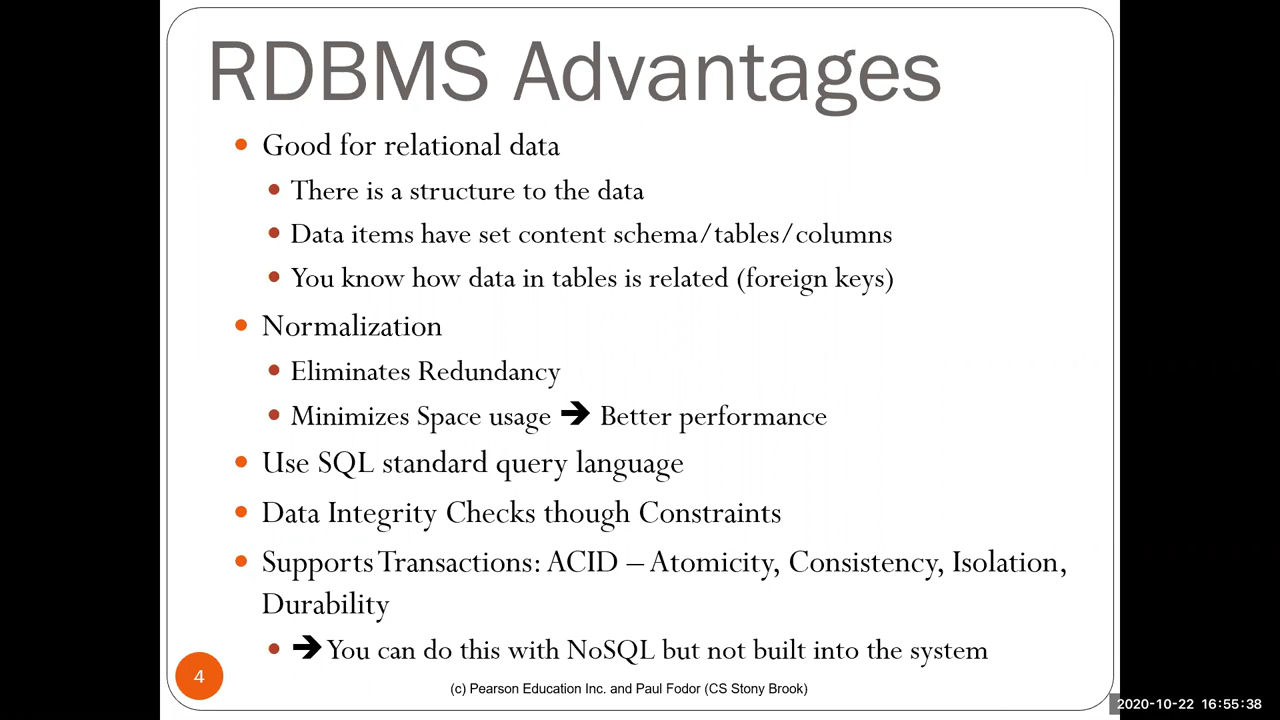 RDBMS Advantages
Good for relational data
There is a structure to the data
Data items have set content schema/tables/columns
You know how data in tables is related (foreign keys)
Normalization
Eliminates Redundancy
Minimizes Space usage ➔ Better performance
Use SQL standard query language
Data Integrity Checks though Constraints
Supports Transactions: ACID – Atomicity, Consistency, Isolation,
Durability
➔ You can do this with NoSQL but not built into the system
4
(c) Pearson Education Inc. and Paul Fodor (CS Stony Brook)
2020-10-22 16:55:38